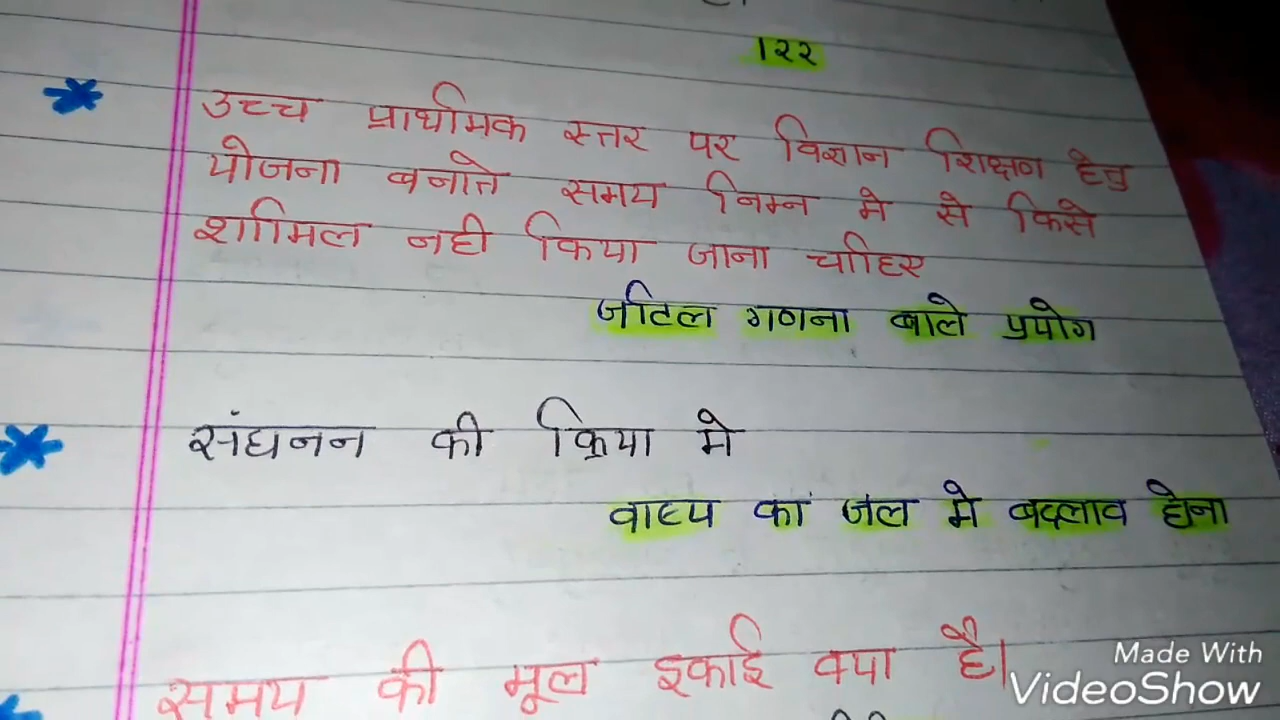 १२२
उच्च प्राथमिक स्तर पर विज्ञान शिक्षण हेतु
योजना बनाते समय निम्न मे से किसे
शामिल नही किया जाना चाहिए
जटिल गणना वाले प्रयोग
संघनन की क्रिया मे
वाष्प का जल मे बदलाव होना
समय की मूल इकाई क्या है।
Made With
VideoShow